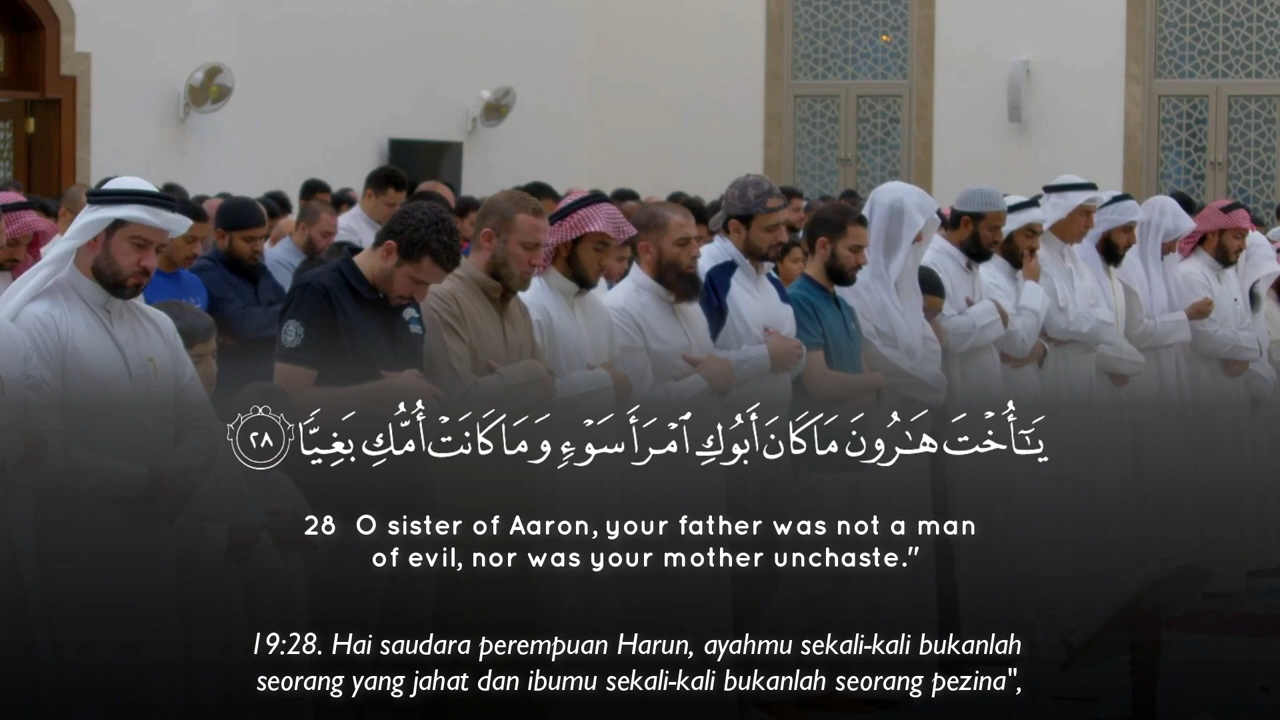 يَـٰٓأُخْتَ هَـٰرُونَ مَا كَانَ أَبُوكِ ٱمْرَأَ سَوْءٍ وَمَا كَانَتْ أُمُّكِ بَغِيًّا ٢٨
28 O sister of Aaron, your father was not a man
of evil, nor was your mother unchaste."
19:28. Hai saudara perempuan Harun, ayahmu sekali-kali bukanlah
seorang yang jahat dan ibumu sekali-kali bukanlah seorang pezina",